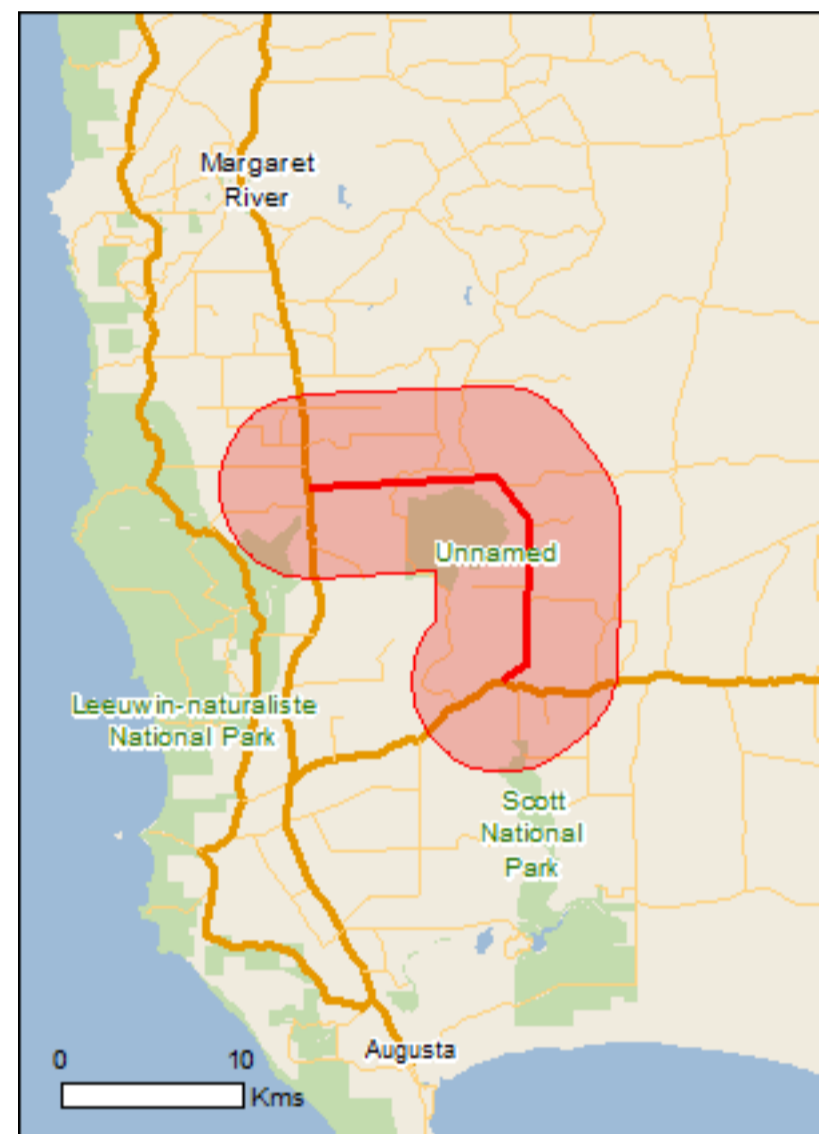 Margaret
River
Unnamed
Leeuwin-naturaliste
National Park
Scott
National
Park
Augusta
0 10
Kms